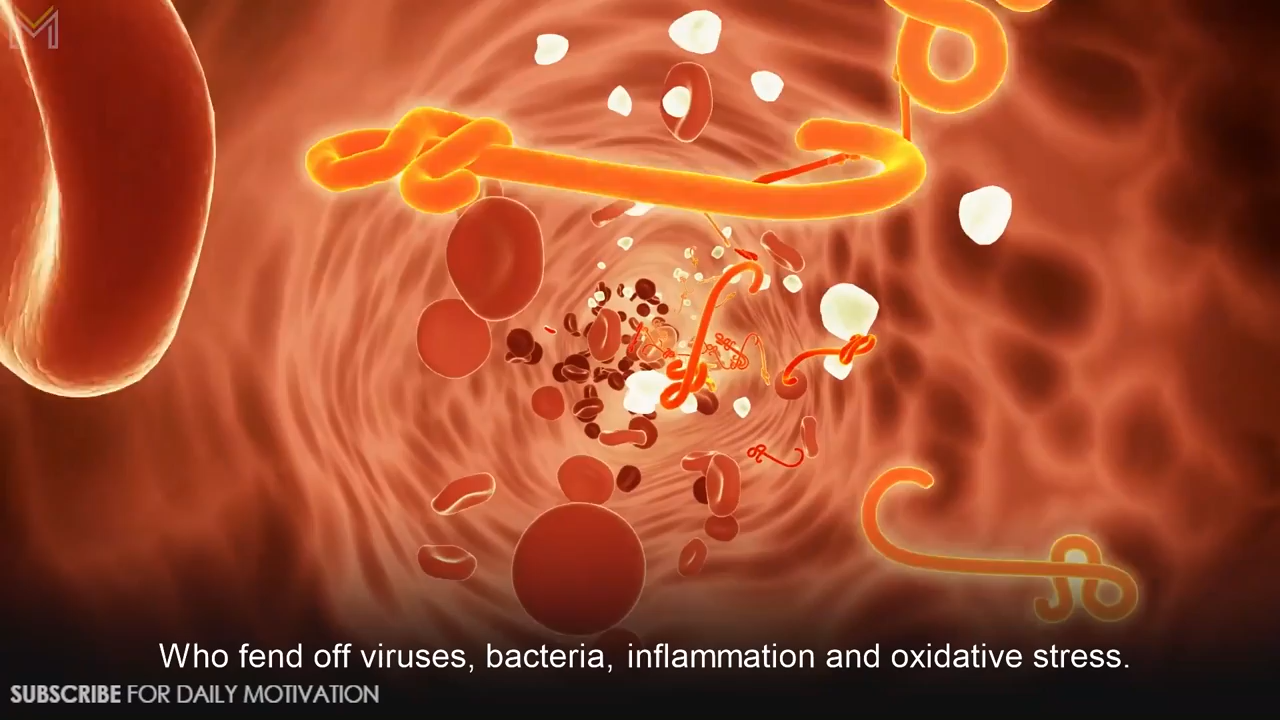 Who fend off viruses, bacteria, inflammation and oxidative stress.
SUBSCRIBE FOR DAILY MOTIVATION